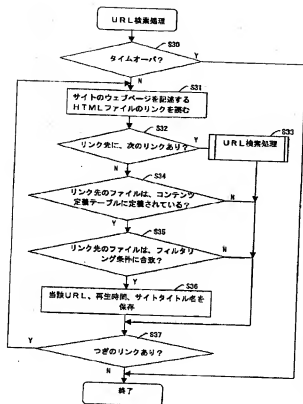 URL検索処理
S30
タイムオーバ？
Y
N
S31
サイトのウェブページを記述する
HTMLファイルのリンクを読む
S32
リンク先に、次のリンクあり？
Y
S33
URL検索処理
N
S34
リンク先のファイルは、コンテンツ
定義テーブルに定義されている？
N
Y
S35
リンク先のファイルは、フィルタリ
ング条件に合致？
N
Y
S36
当該URL、再生時間、サイトタイトル名を
保存
S37
つぎのリンクあり？
Y
N
終了